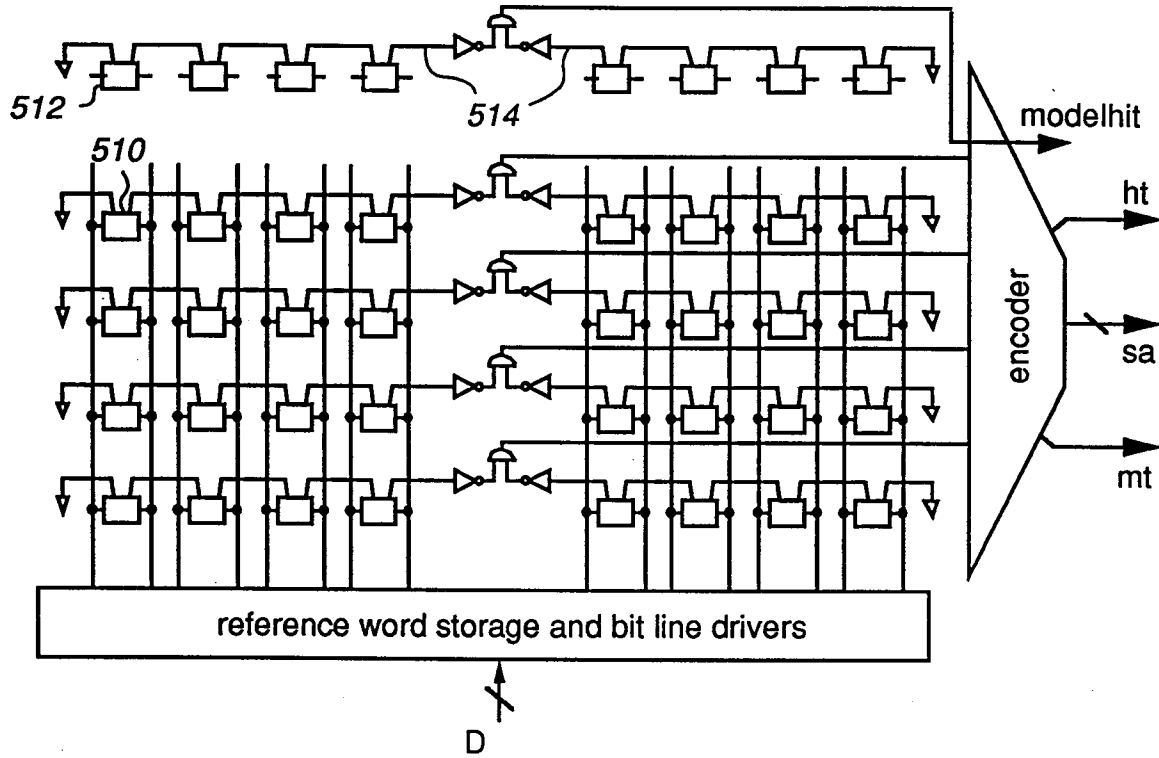 512
514
modelhit
510
ht
encoder
sa
mt
reference word storage and bit line drivers
D